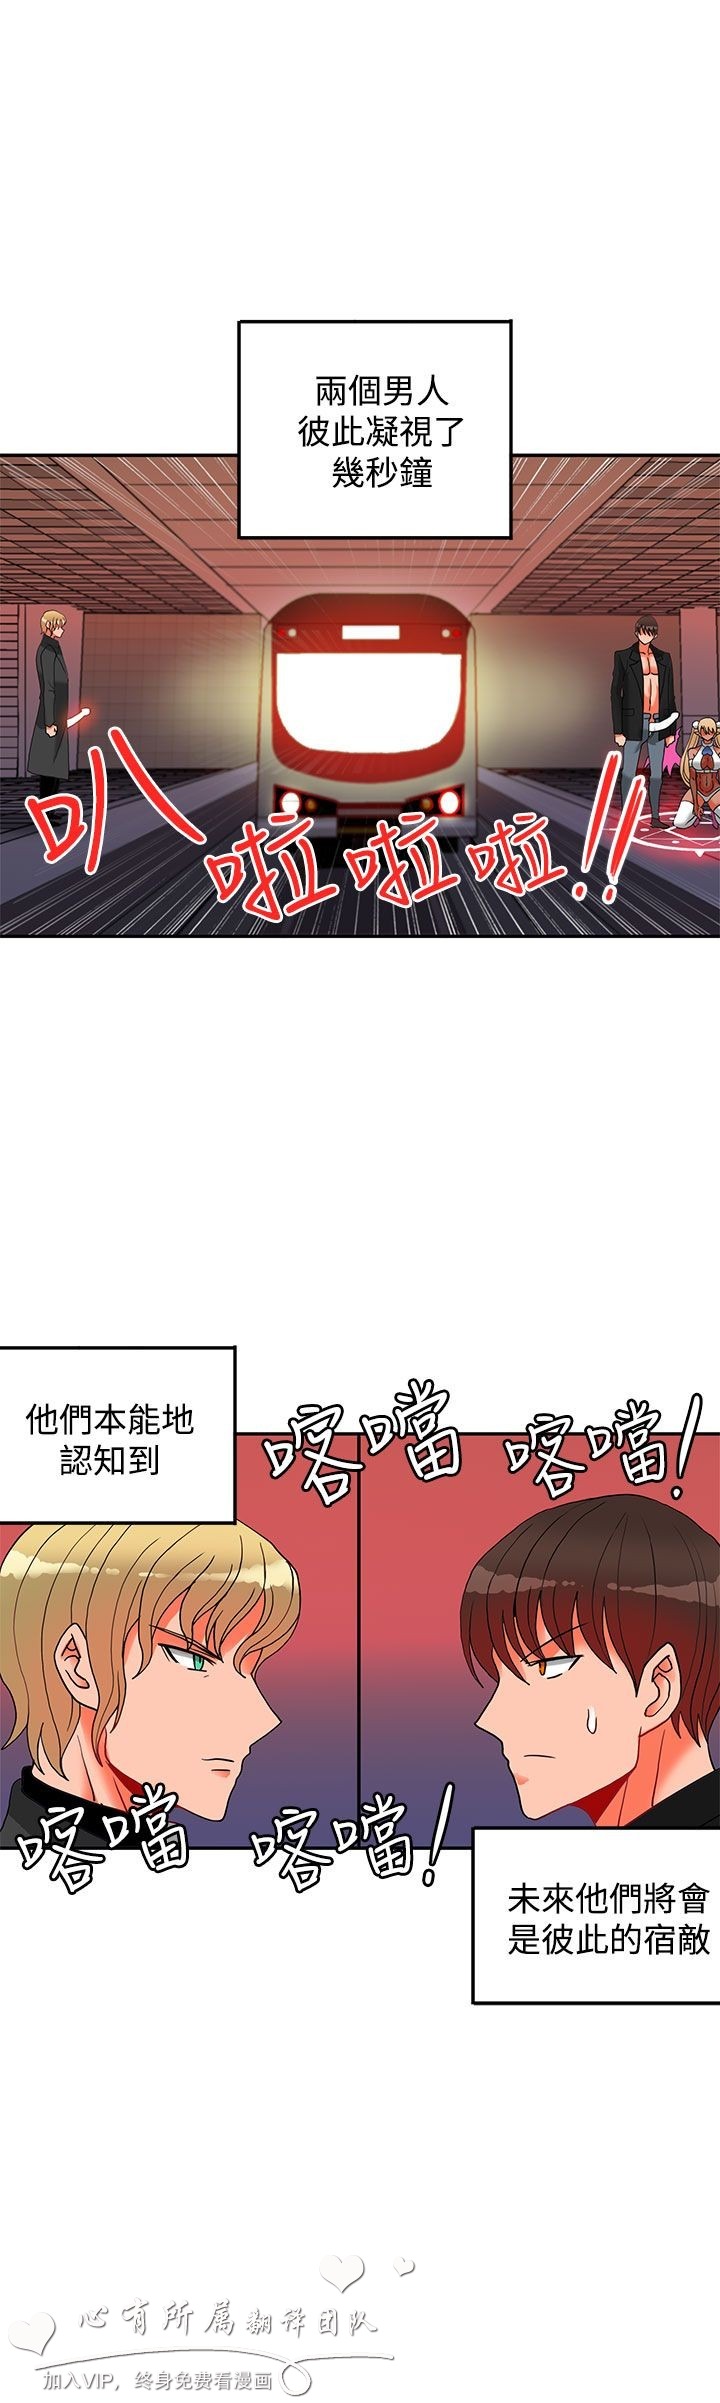 兩個男人
彼此凝視了
幾秒鐘
叭啦啦啦!!
他們本能地
認知到
喀噹 喀噹!
喀噹 喀噹!
未來他們將會
是彼此的宿敵
心有所属翻译团队
加入VIP，终身免费看漫画